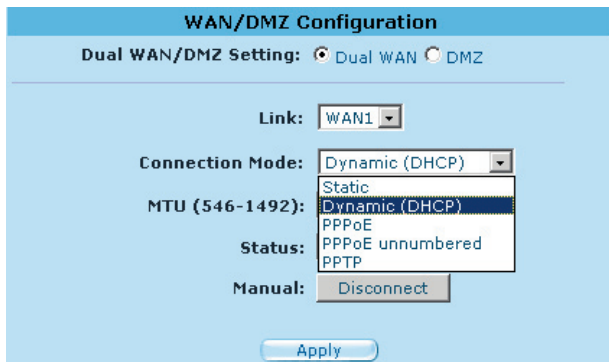 WAN/DMZ Configuration
Dual WAN/DMZ Setting: Dual WAN DMZ
Link: WAN1
Connection Mode: Dynamic (DHCP)
Static
MTU (546-1492): Dynamic (DHCP)
PPPoE
Status: PPPoE unnumbered
PPTP
Manual: Disconnect
Apply